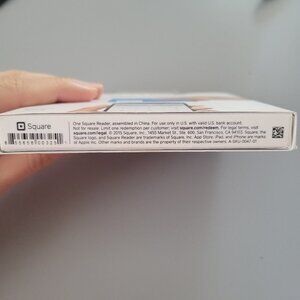 Square
One Square Reader, assembled in China. For use only in U.S. with valid U.S. bank account.
Not for resale. Limit one redemption per customer; visit square.com/redeem. For legal terms, visit
square.com/legal. © 2015 Square, Inc., 1455 Market St., Ste. 600, San Francisco, CA 94103. Square, the
Square logo, and Square Reader are trademarks of Square, Inc. App Store, iPad, and iPhone are marks
of Apple Inc. Other marks and brands are the property of their respective owners. A-SKU-0047-01